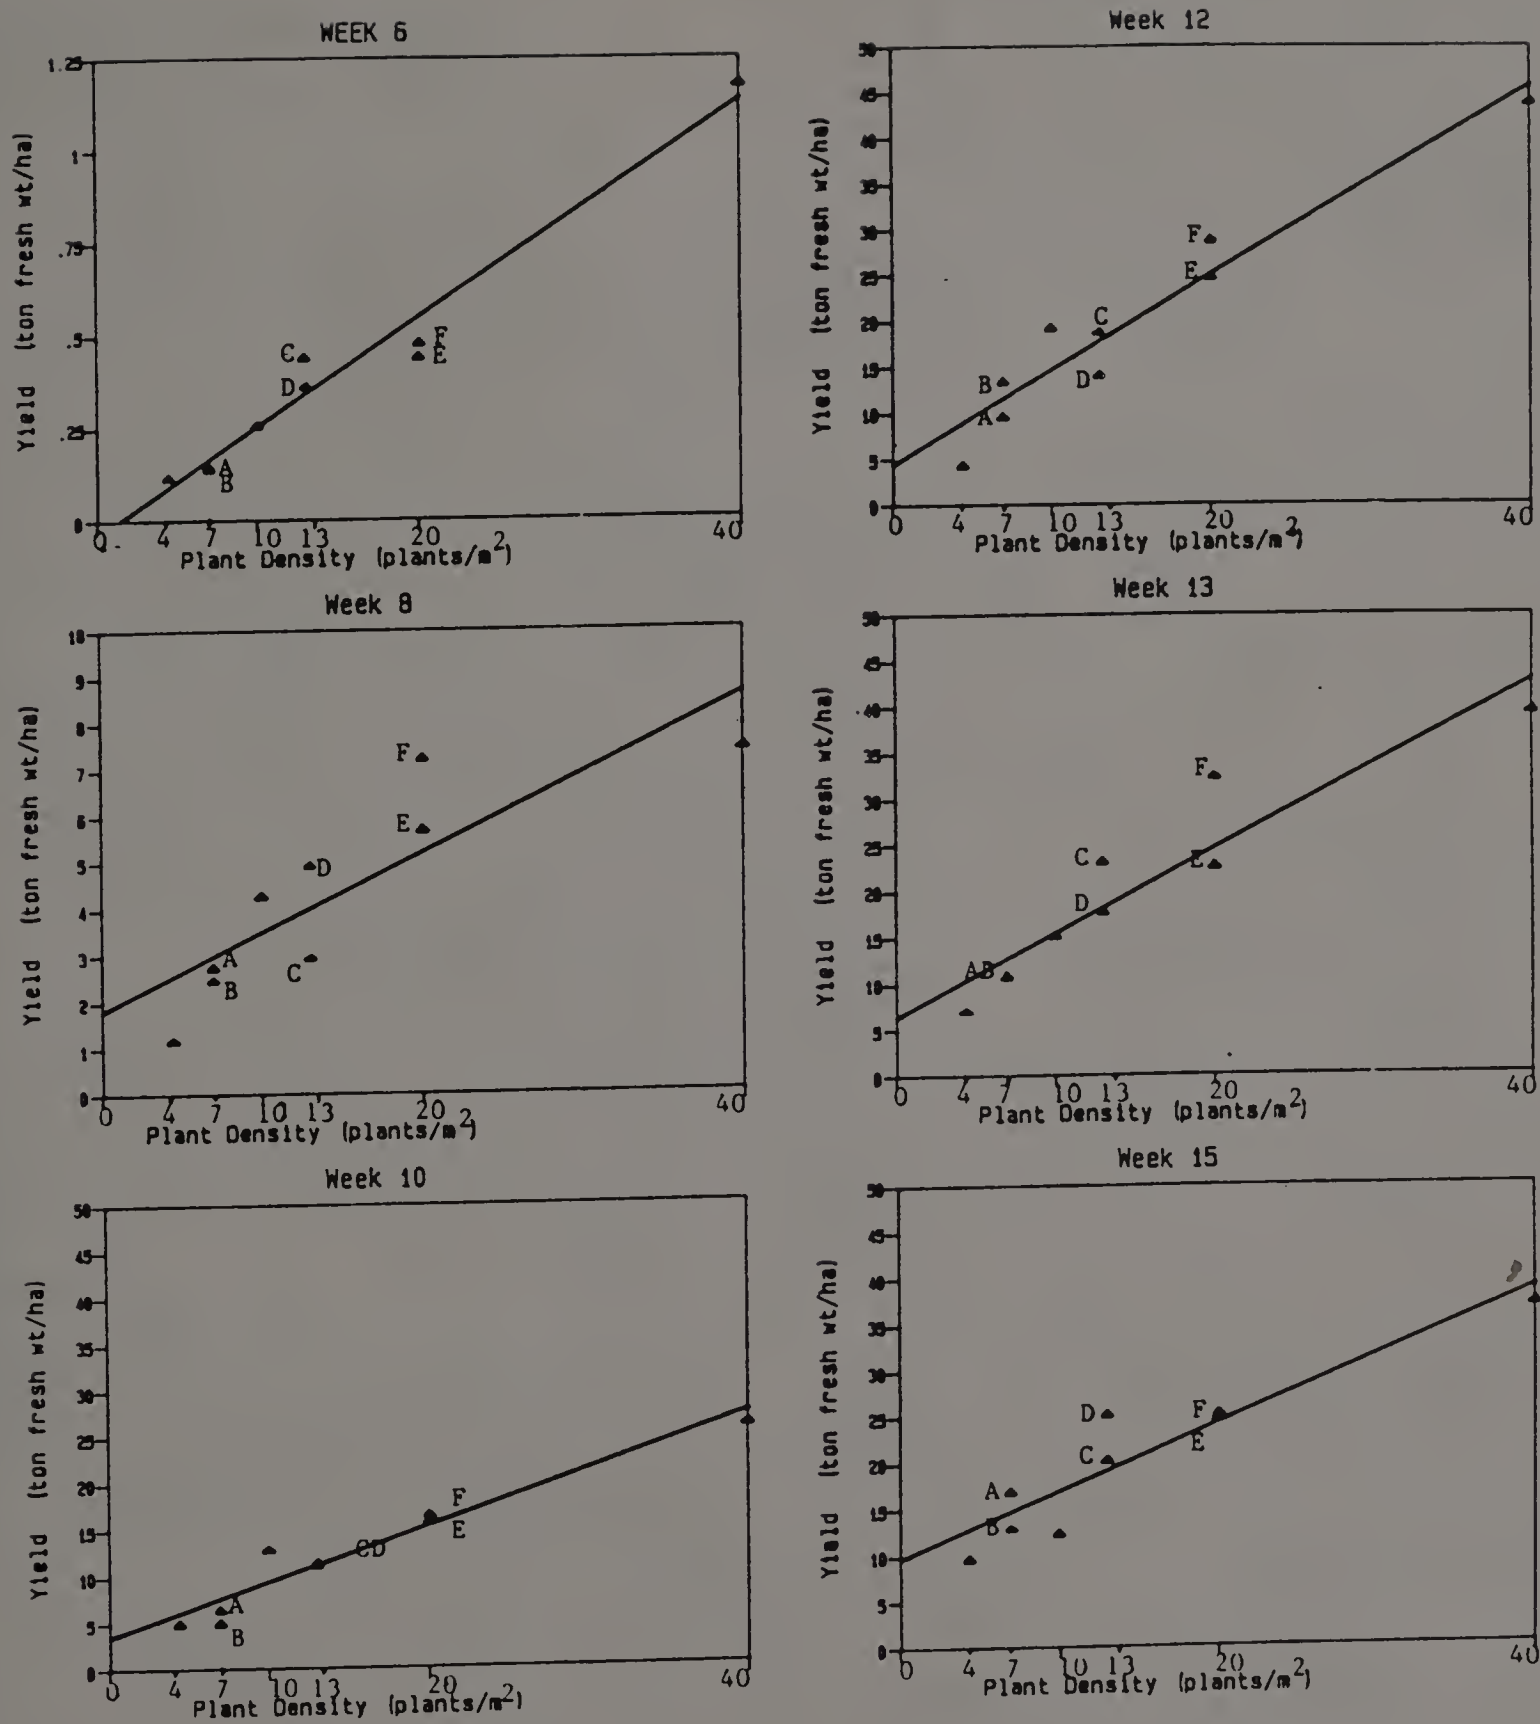 WEEK 6
1.25
1
.75
.5
.25
0
Yield (ton fresh wt/ha)
C
D
F
E
A
B
0 4 7 10 13 20 40
Plant Density (plants/m²)
Week 12
50
45
40
35
30
25
20
15
10
5
0
Yield (ton fresh wt/ha)
F
E
C
B
D
A
0 4 7 10 13 20 40
Plant Density (plants/m²)
Week 8
10
9
8
7
6
5
4
3
2
1
0
Yield (ton fresh wt/ha)
F
E
D
A
C
B
0 4 7 10 13 20 40
Plant Density (plants/m²)
Week 13
50
45
40
35
30
25
20
15
10
5
0
Yield (ton fresh wt/ha)
F
C
E
D
AB
0 4 7 10 13 20 40
Plant Density (plants/m²)
Week 10
50
45
40
35
30
25
20
15
10
5
0
Yield (ton fresh wt/ha)
F
E
CD
A
B
0 4 7 10 13 20 40
Plant Density (plants/m²)
Week 15
50
45
40
35
30
25
20
15
10
5
0
Yield (ton fresh wt/ha)
D
F
E
C
A
B
0 4 7 10 13 20 40
Plant Density (plants/m²)